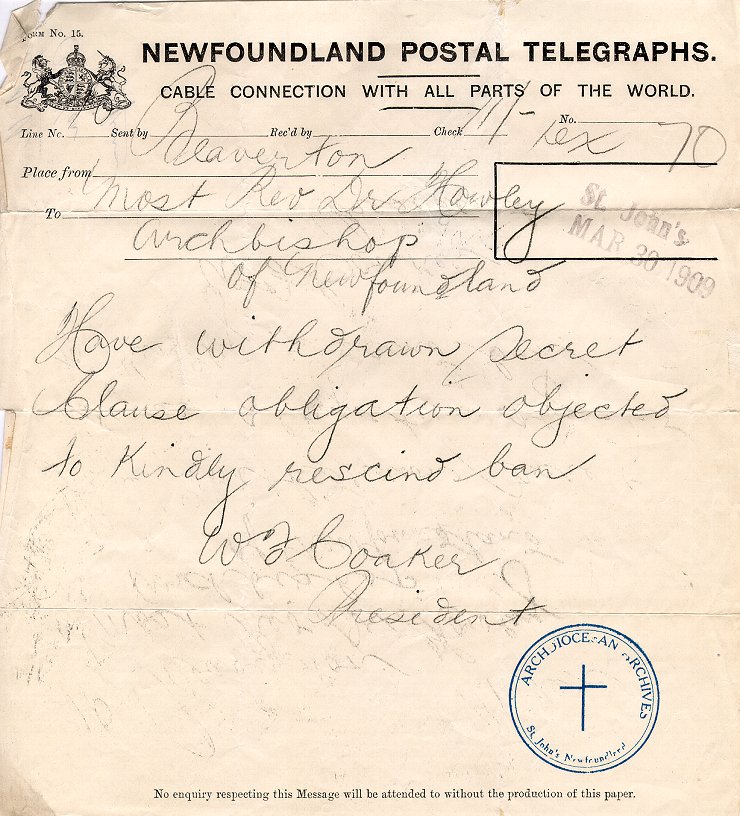 FORM No. 15.
NEWFOUNDLAND POSTAL TELEGRAPHS.
CABLE CONNECTION WITH ALL PARTS OF THE WORLD.
Line No. Sent by Rec'd by Check 11/- No.
Dex 70
Place from Beaverton
To Most Rev Dr Howley
Archbishop
of Newfoundland
St. John's
MAR 30 1909
Have withdrawn secret
Clause obligation objected
to Kindly rescind ban
W F Coaker
President
ARCHDIOCESAN ARCHIVES
St. John's Newfoundland
No enquiry respecting this Message will be attended to without the production of this paper.